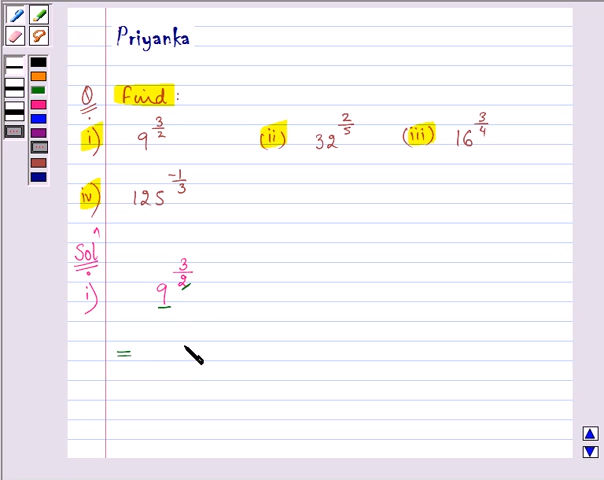 Priyanka
Q Find :
i) 9^{3/2} (ii) 32^{2/5} (iii) 16^{3/4}
iv) 125^{-1/3}
Sol^n
i) 9^{3/2}
=